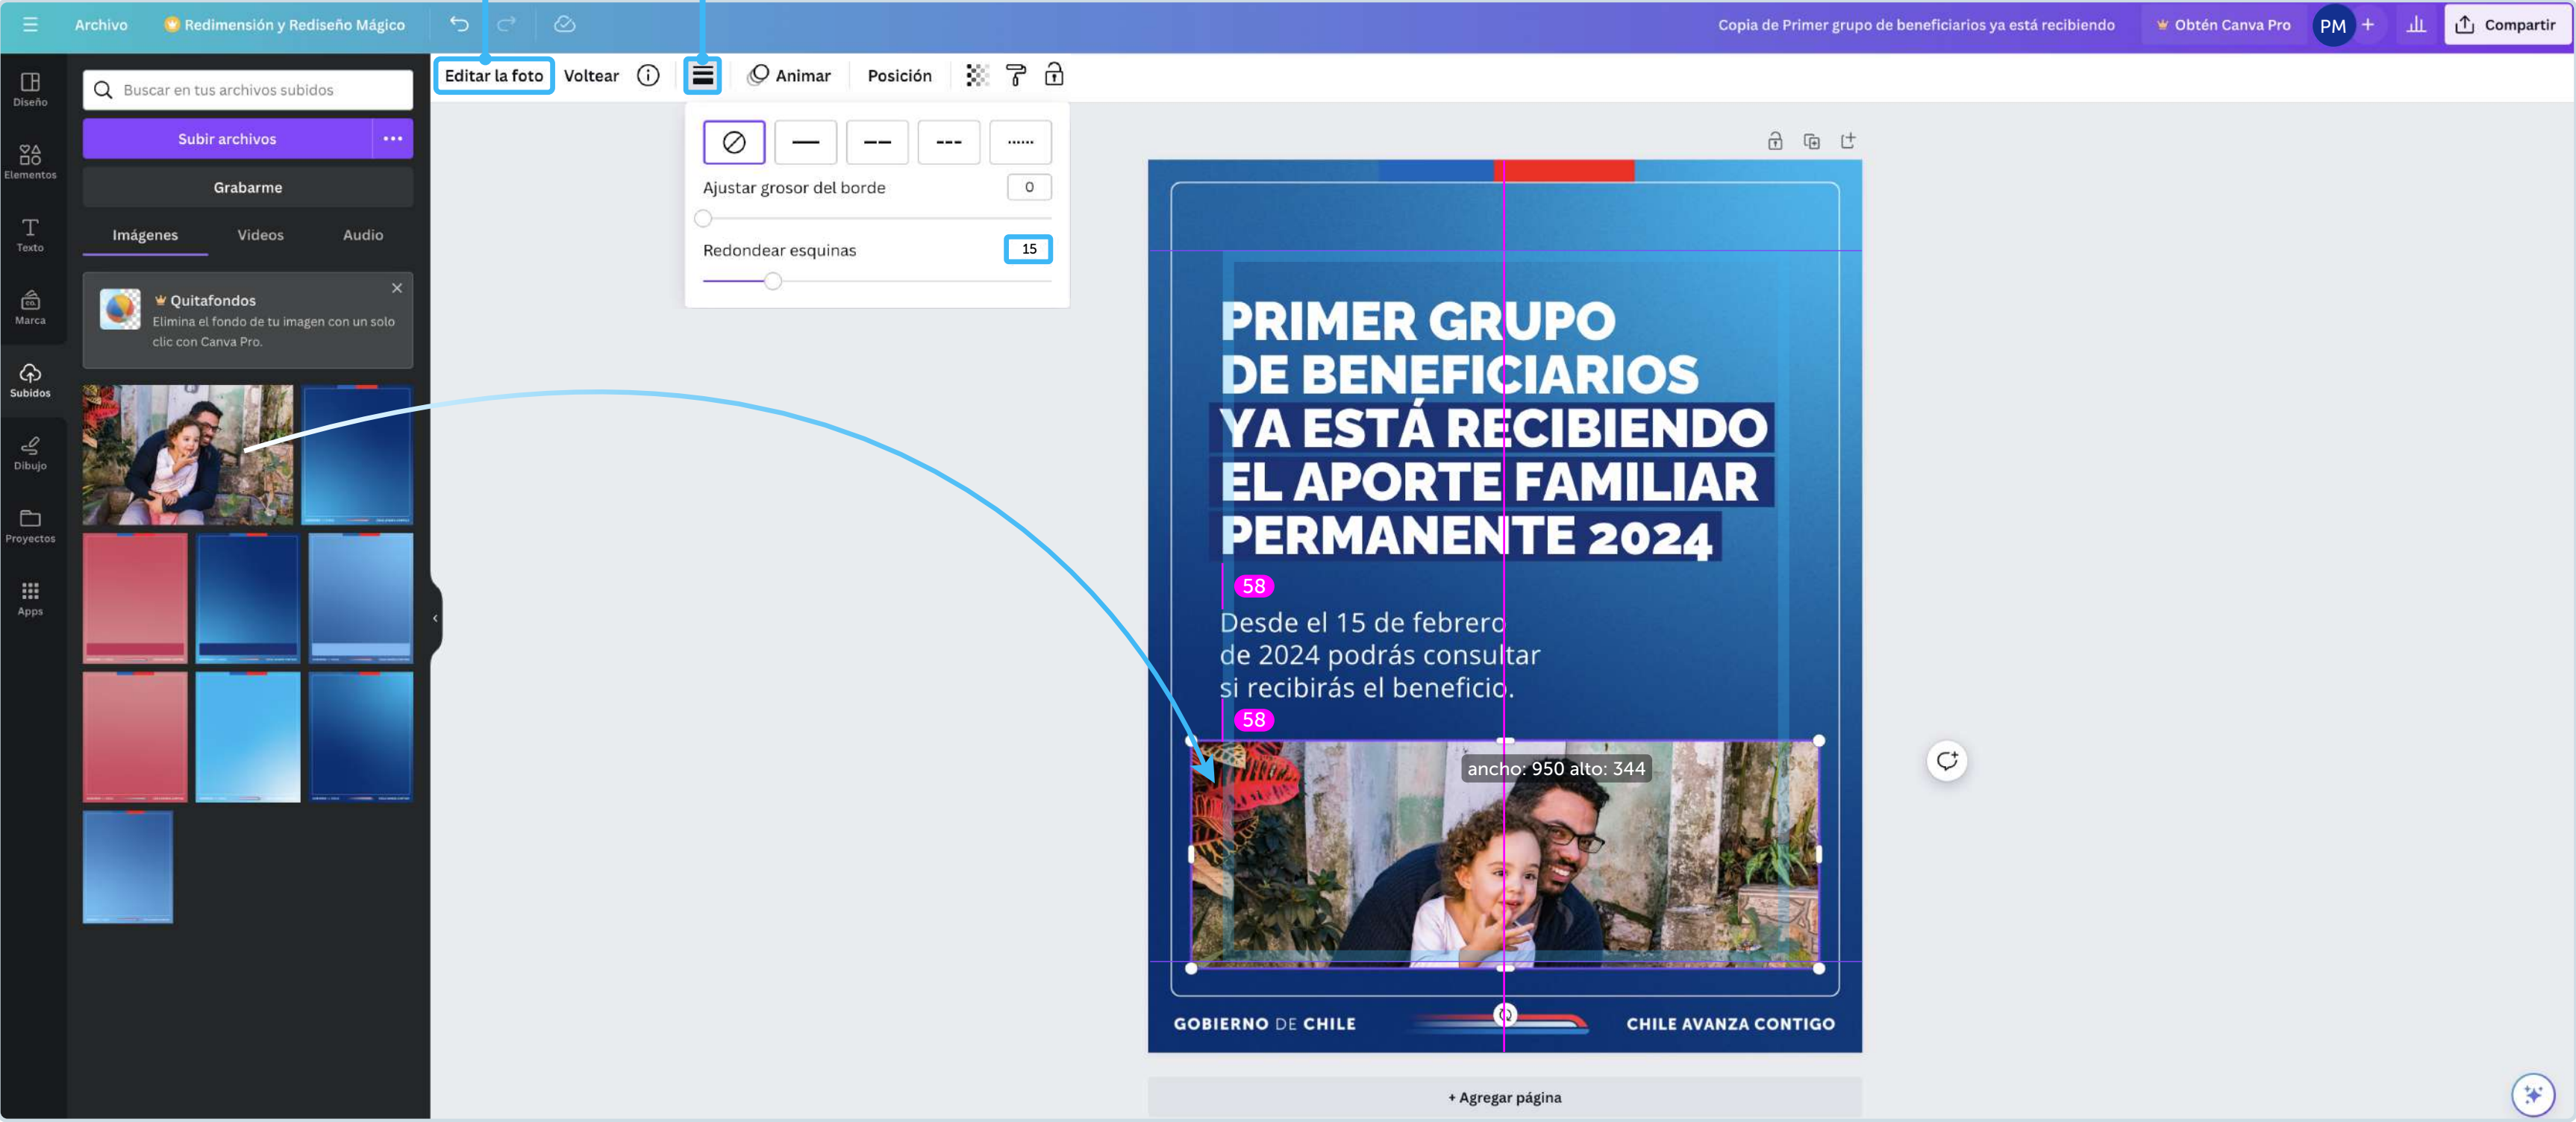 Archivo
Redimensión y Rediseño Mágico
Copia de Primer grupo de beneficiarios ya está recibiendo
Obtén Canva Pro
PM
+
Compartir
Diseño
Elementos
Texto
Marca
Subidos
Dibujo
Proyectos
Apps
Buscar en tus archivos subidos
Subir archivos
Grabarme
Imágenes Videos Audio
Quitafondos
Elimina el fondo de tu imagen con un solo
clic con Canva Pro.
Editar la foto Voltear
Animar
Posición
Ajustar grosor del borde 0
Redondear esquinas 15
PRIMER GRUPO
DE BENEFICIARIOS
YA ESTÁ RECIBIENDO
EL APORTE FAMILIAR
PERMANENTE 2024
58
Desde el 15 de febrero
de 2024 podrás consultar
si recibirás el beneficio.
58
ancho: 950 alto: 344
GOBIERNO DE CHILE
CHILE AVANZA CONTIGO
+ Agregar página